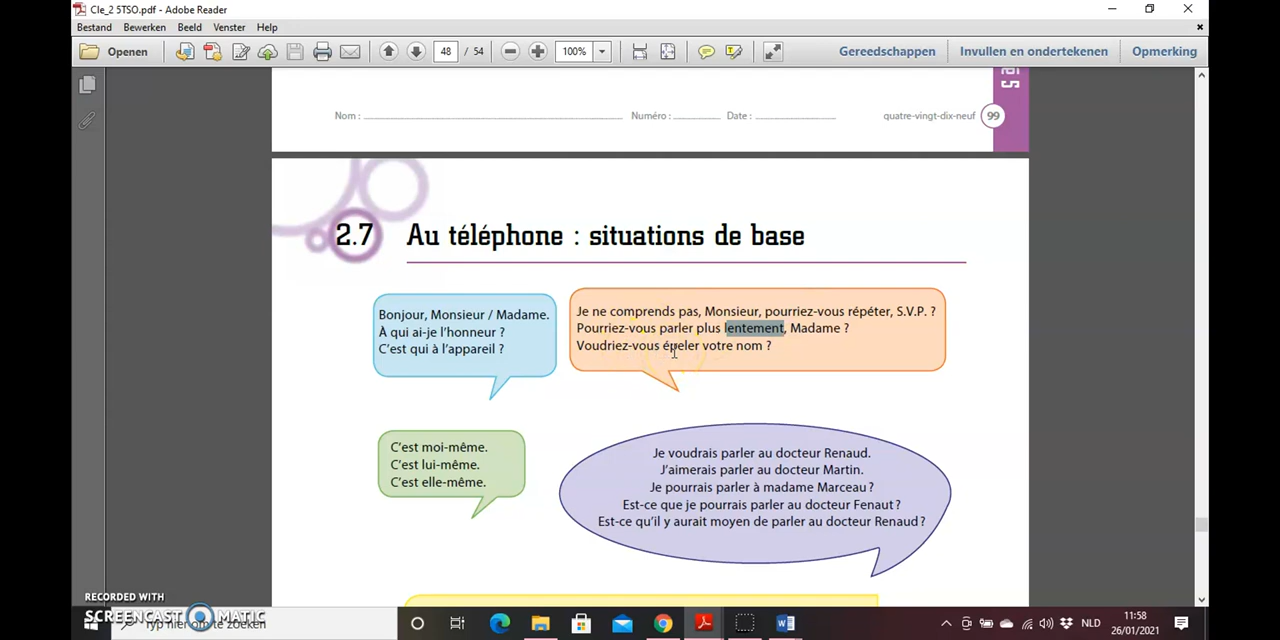 Cle_2 5TSO.pdf - Adobe Reader
Bestand Bewerken Beeld Venster Help
Openen 48 / 54 100% Gereedschappen Invullen en ondertekenen Opmerking
Nom : Numéro : Date : quatre-vingt-dix-neuf 99
2.7 Au téléphone : situations de base
Bonjour, Monsieur / Madame.
À qui ai-je l'honneur ?
C'est qui à l'appareil ?
Je ne comprends pas, Monsieur, pourriez-vous répéter, S.V.P. ?
Pourriez-vous parler plus lentement, Madame ?
Voudriez-vous épeler votre nom ?
C'est moi-même.
C'est lui-même.
C'est elle-même.
Je voudrais parler au docteur Renaud.
J'aimerais parler au docteur Martin.
Je pourrais parler à madame Marceau ?
Est-ce que je pourrais parler au docteur Fenaut ?
Est-ce qu'il y aurait moyen de parler au docteur Renaud ?
RECORDED WITH
SCREENCAST MATIC
Typ hier om te zoeken
NLD
11:58
26/01/2021